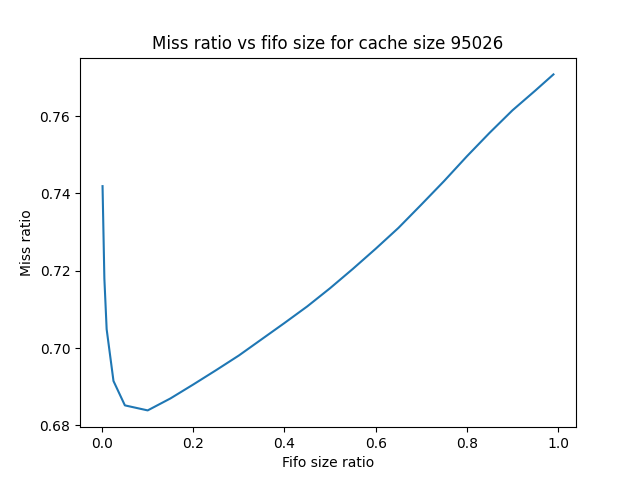 Miss ratio vs fifo size for cache size 95026
Miss ratio
0.76
0.74
0.72
0.70
0.68
0.0 0.2 0.4 0.6 0.8 1.0
Fifo size ratio